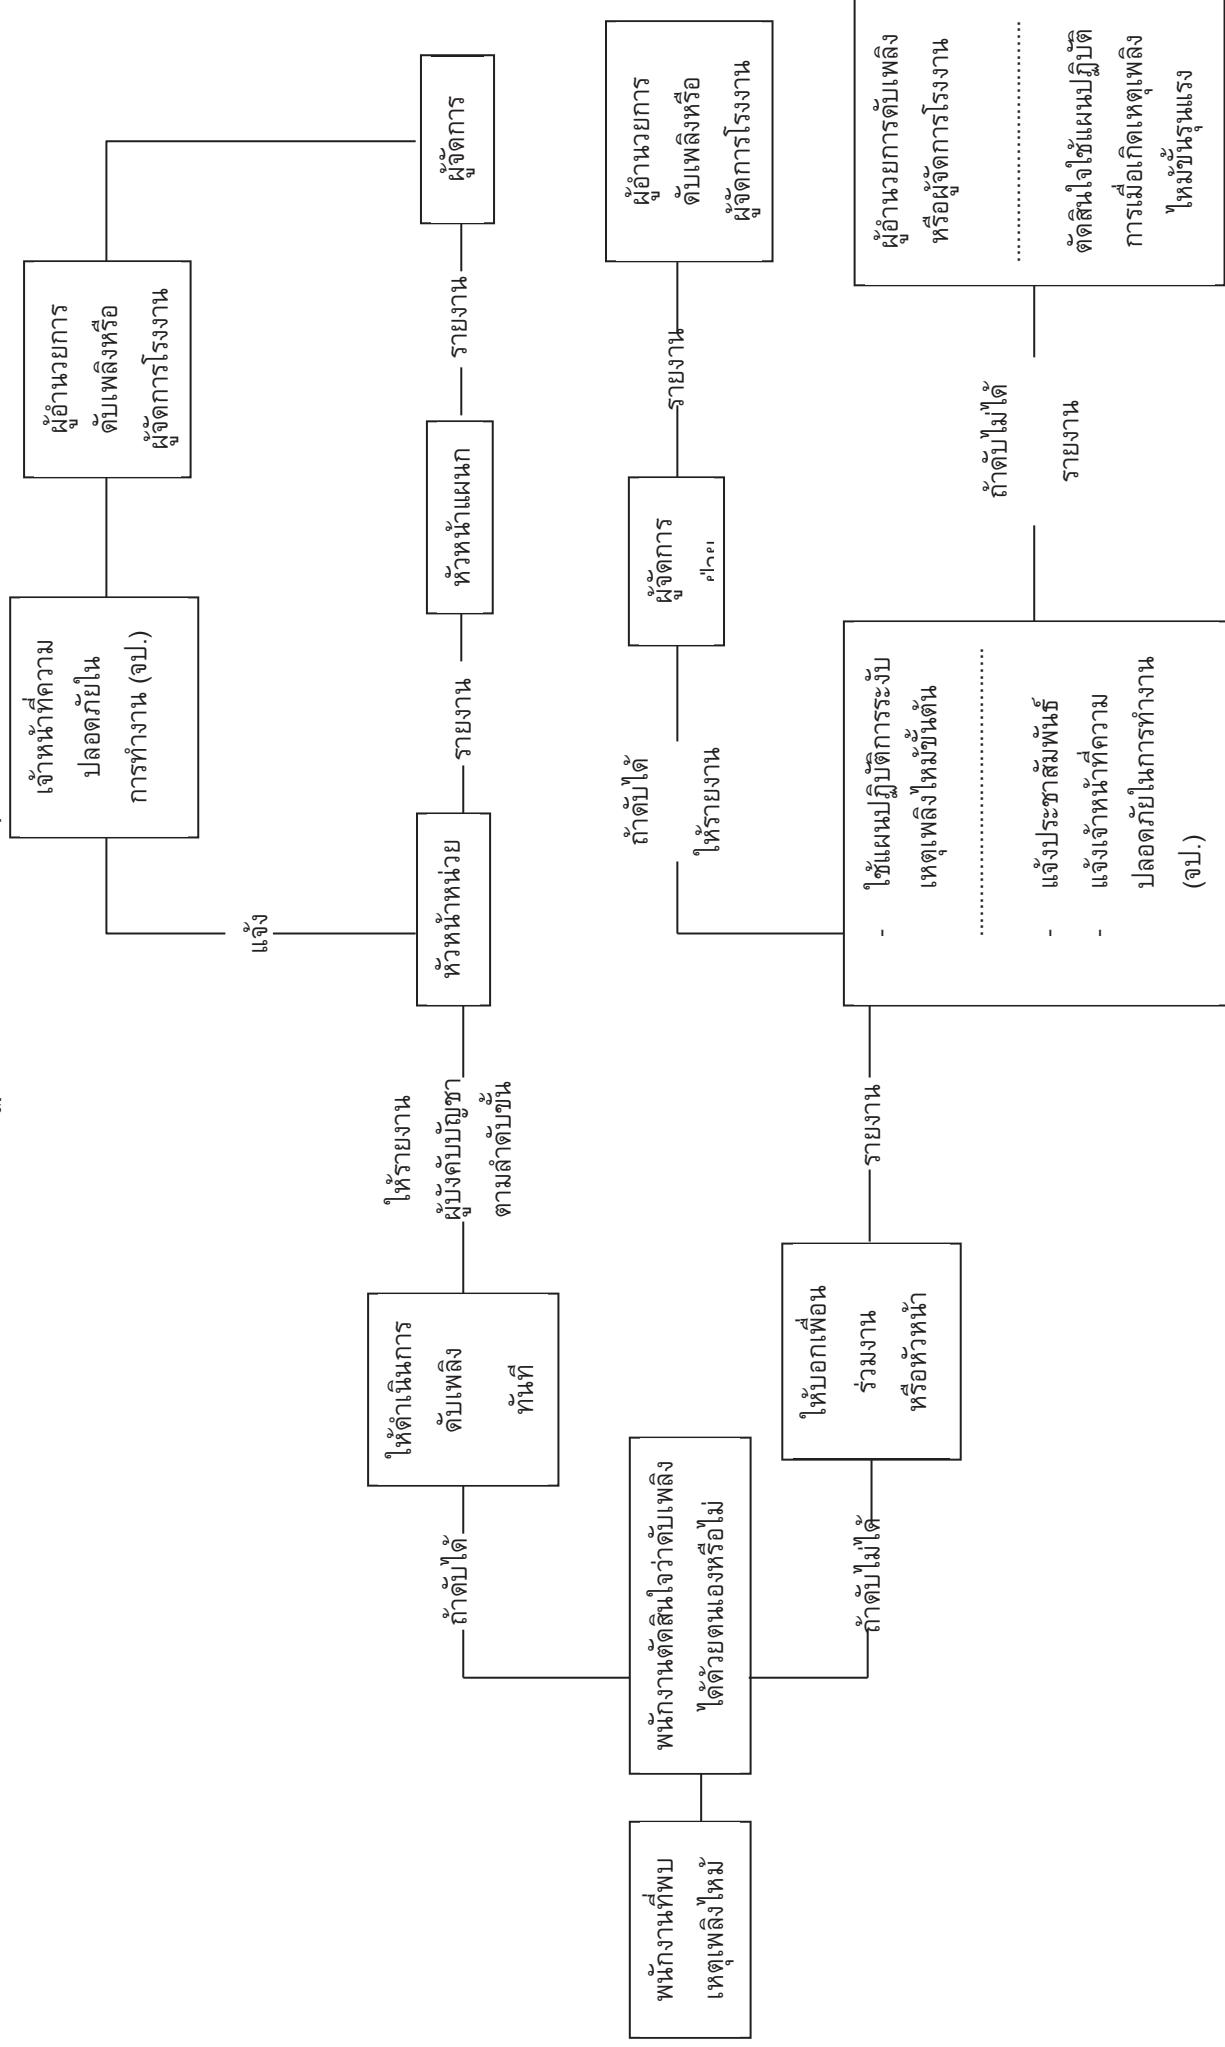 พนักงานที่พบ
เหตุเพลิงไหม้
พนักงานตัดสินใจว่าดับเพลิง
ได้ด้วยตนเองหรือไม่
ถ้าดับได้
ให้ดำเนินการ
ดับเพลิง
ทันที
ให้รายงาน
ผู้บังคับบัญชา
ตามลำดับขั้น
หัวหน้าหน่วย
แจ้ง
เจ้าหน้าที่ความ
ปลอดภัยใน
การทำงาน (จป.)
ผู้อำนวยการ
ดับเพลิงหรือ
ผู้จัดการโรงงาน
รายงาน
หัวหน้าแผนก
รายงาน
ผู้จัดการ
ถ้าดับไม่ได้
ให้บอกเพื่อน
ร่วมงาน
หรือหัวหน้า
รายงาน
- ใช้แผนปฏิบัติการระงับ
เหตุเพลิงไหม้ขั้นต้น
- แจ้งประชาสัมพันธ์
- แจ้งเจ้าหน้าที่ความ
ปลอดภัยในการทำงาน
(จป.)
ถ้าดับได้
ให้รายงาน
ผู้จัดการ
รายงาน
ผู้อำนวยการ
ดับเพลิงหรือ
ผู้จัดการโรงงาน
ถ้าดับไม่ได้
รายงาน
ผู้อำนวยการดับเพลิง
หรือผู้จัดการโรงงาน
ตัดสินใจใช้แผนปฏิบัติ
การเมื่อเกิดเหตุเพลิง
ไหม้ขั้นรุนแรง